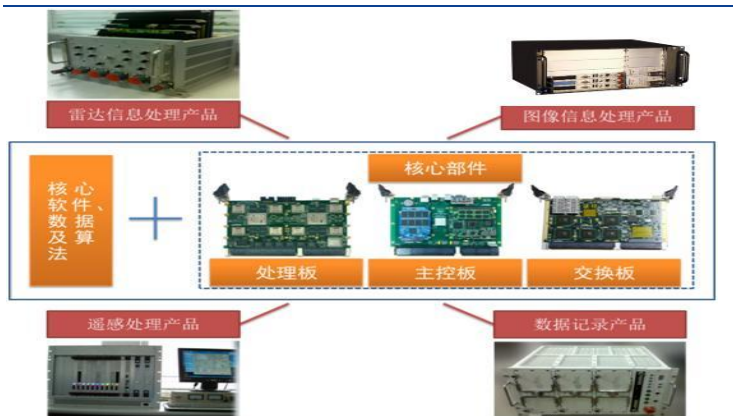 雷达信息处理产品
图像信息处理产品
核心部件
核心
软件、
数据
及算
法
处理板
主控板
交换板
遥感处理产品
数据记录产品